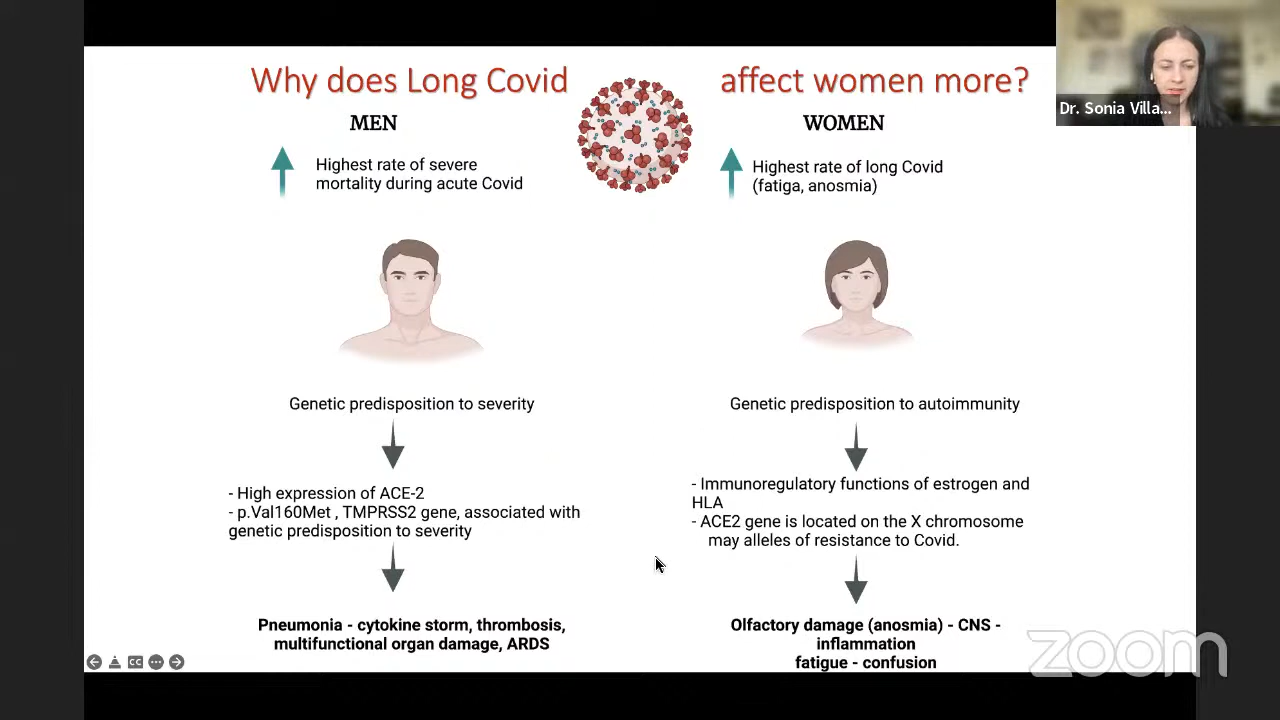 Why does Long Covid affect women more?
MEN
Highest rate of severe
mortality during acute Covid
Genetic predisposition to severity
- High expression of ACE-2
- p.Val160Met , TMPRSS2 gene, associated with
genetic predisposition to severity
Pneumonia - cytokine storm, thrombosis,
multifunctional organ damage, ARDS
WOMEN
Highest rate of long Covid
(fatiga, anosmia)
Genetic predisposition to autoimmunity
- Immunoregulatory functions of estrogen and
HLA
- ACE2 gene is located on the X chromosome
may alleles of resistance to Covid.
Olfactory damage (anosmia) - CNS -
inflammation
fatigue - confusion
Dr. Sonia Villa...
CC
zoom